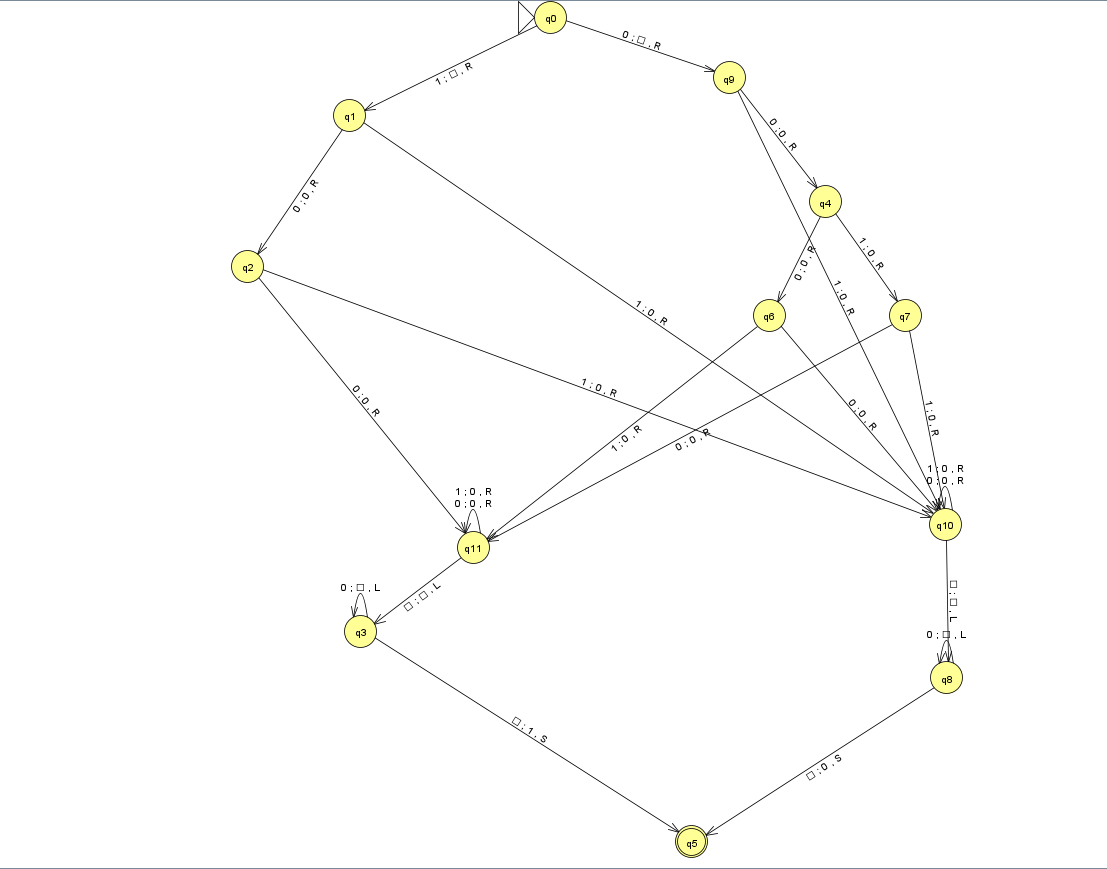 q0
0 ; □ , R
1 ; □ , R
q9
q1
0 ; 0 , R
0 ; 0 , R
q4
q2
0 ; 0 , R
1 ; 0 , R
1 ; 0 , R
1 ; 0 , R
q6
q7
1 ; 0 , R
0 ; 0 , R
0 ; 0 , R
1 ; 0 , R
1 ; 0 , R
0 ; 0 , R
1 ; 0 , R
0 ; 0 , R
1 ; 0 , R
0 ; 0 , R
q10
q11
□ ; □ , L
□ ; □ , L
0 ; □ , L
q3
0 ; □ , L
q8
□ ; 1 , S
□ ; 0 , S
q5